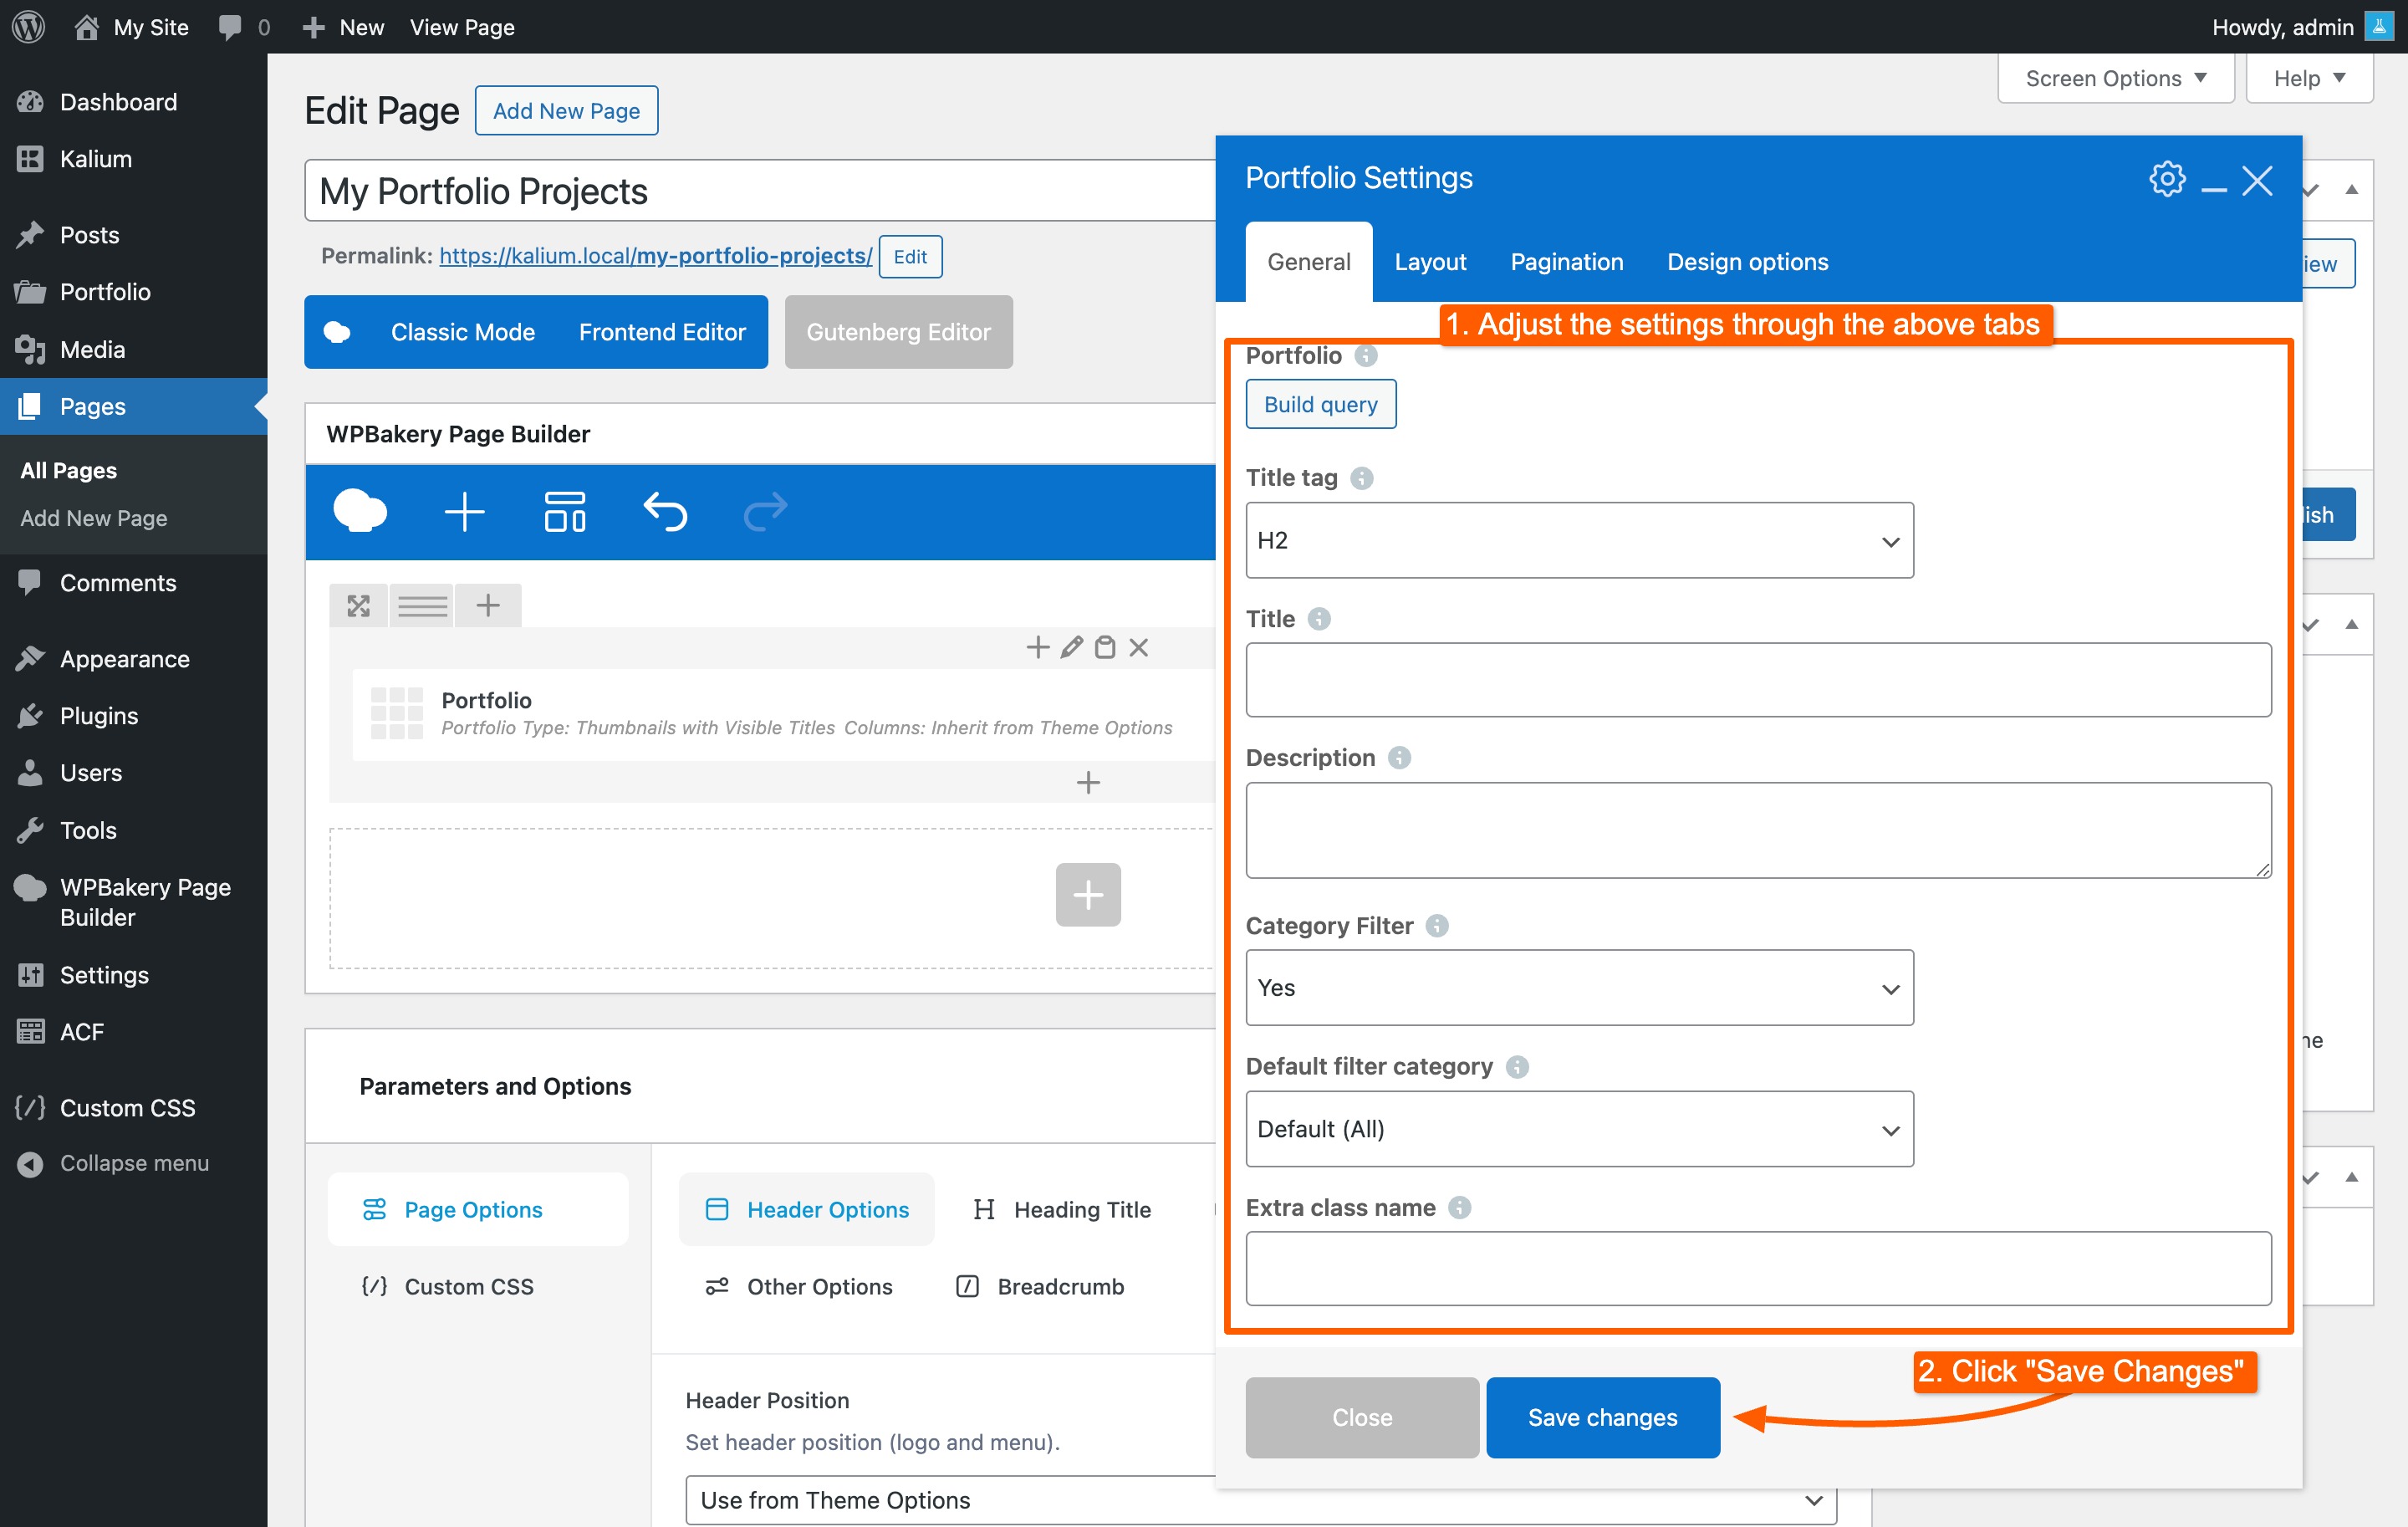 My Site
0
New
View Page
Howdy, admin
Screen Options
Help
Dashboard
Kalium
Posts
Portfolio
Media
Pages
All Pages
Add New Page
Comments
Appearance
Plugins
Users
Tools
WPBakery Page
Builder
Settings
ACF
Custom CSS
Collapse menu
Edit Page
Add New Page
My Portfolio Projects
Permalink: https://kalium.local/my-portfolio-projects/
Edit
Classic Mode
Frontend Editor
Gutenberg Editor
WPBakery Page Builder
Portfolio
Portfolio Type: Thumbnails with Visible Titles Columns: Inherit from Theme Options
Parameters and Options
Page Options
Custom CSS
Header Options
Heading Title
Other Options
Breadcrumb
Header Position
Set header position (logo and menu).
Use from Theme Options
Portfolio Settings
General
Layout
Pagination
Design options
1. Adjust the settings through the above tabs
Portfolio
Build query
Title tag
H2
Title
Description
Category Filter
Yes
Default filter category
Default (All)
Extra class name
2. Click "Save Changes"
Close
Save changes